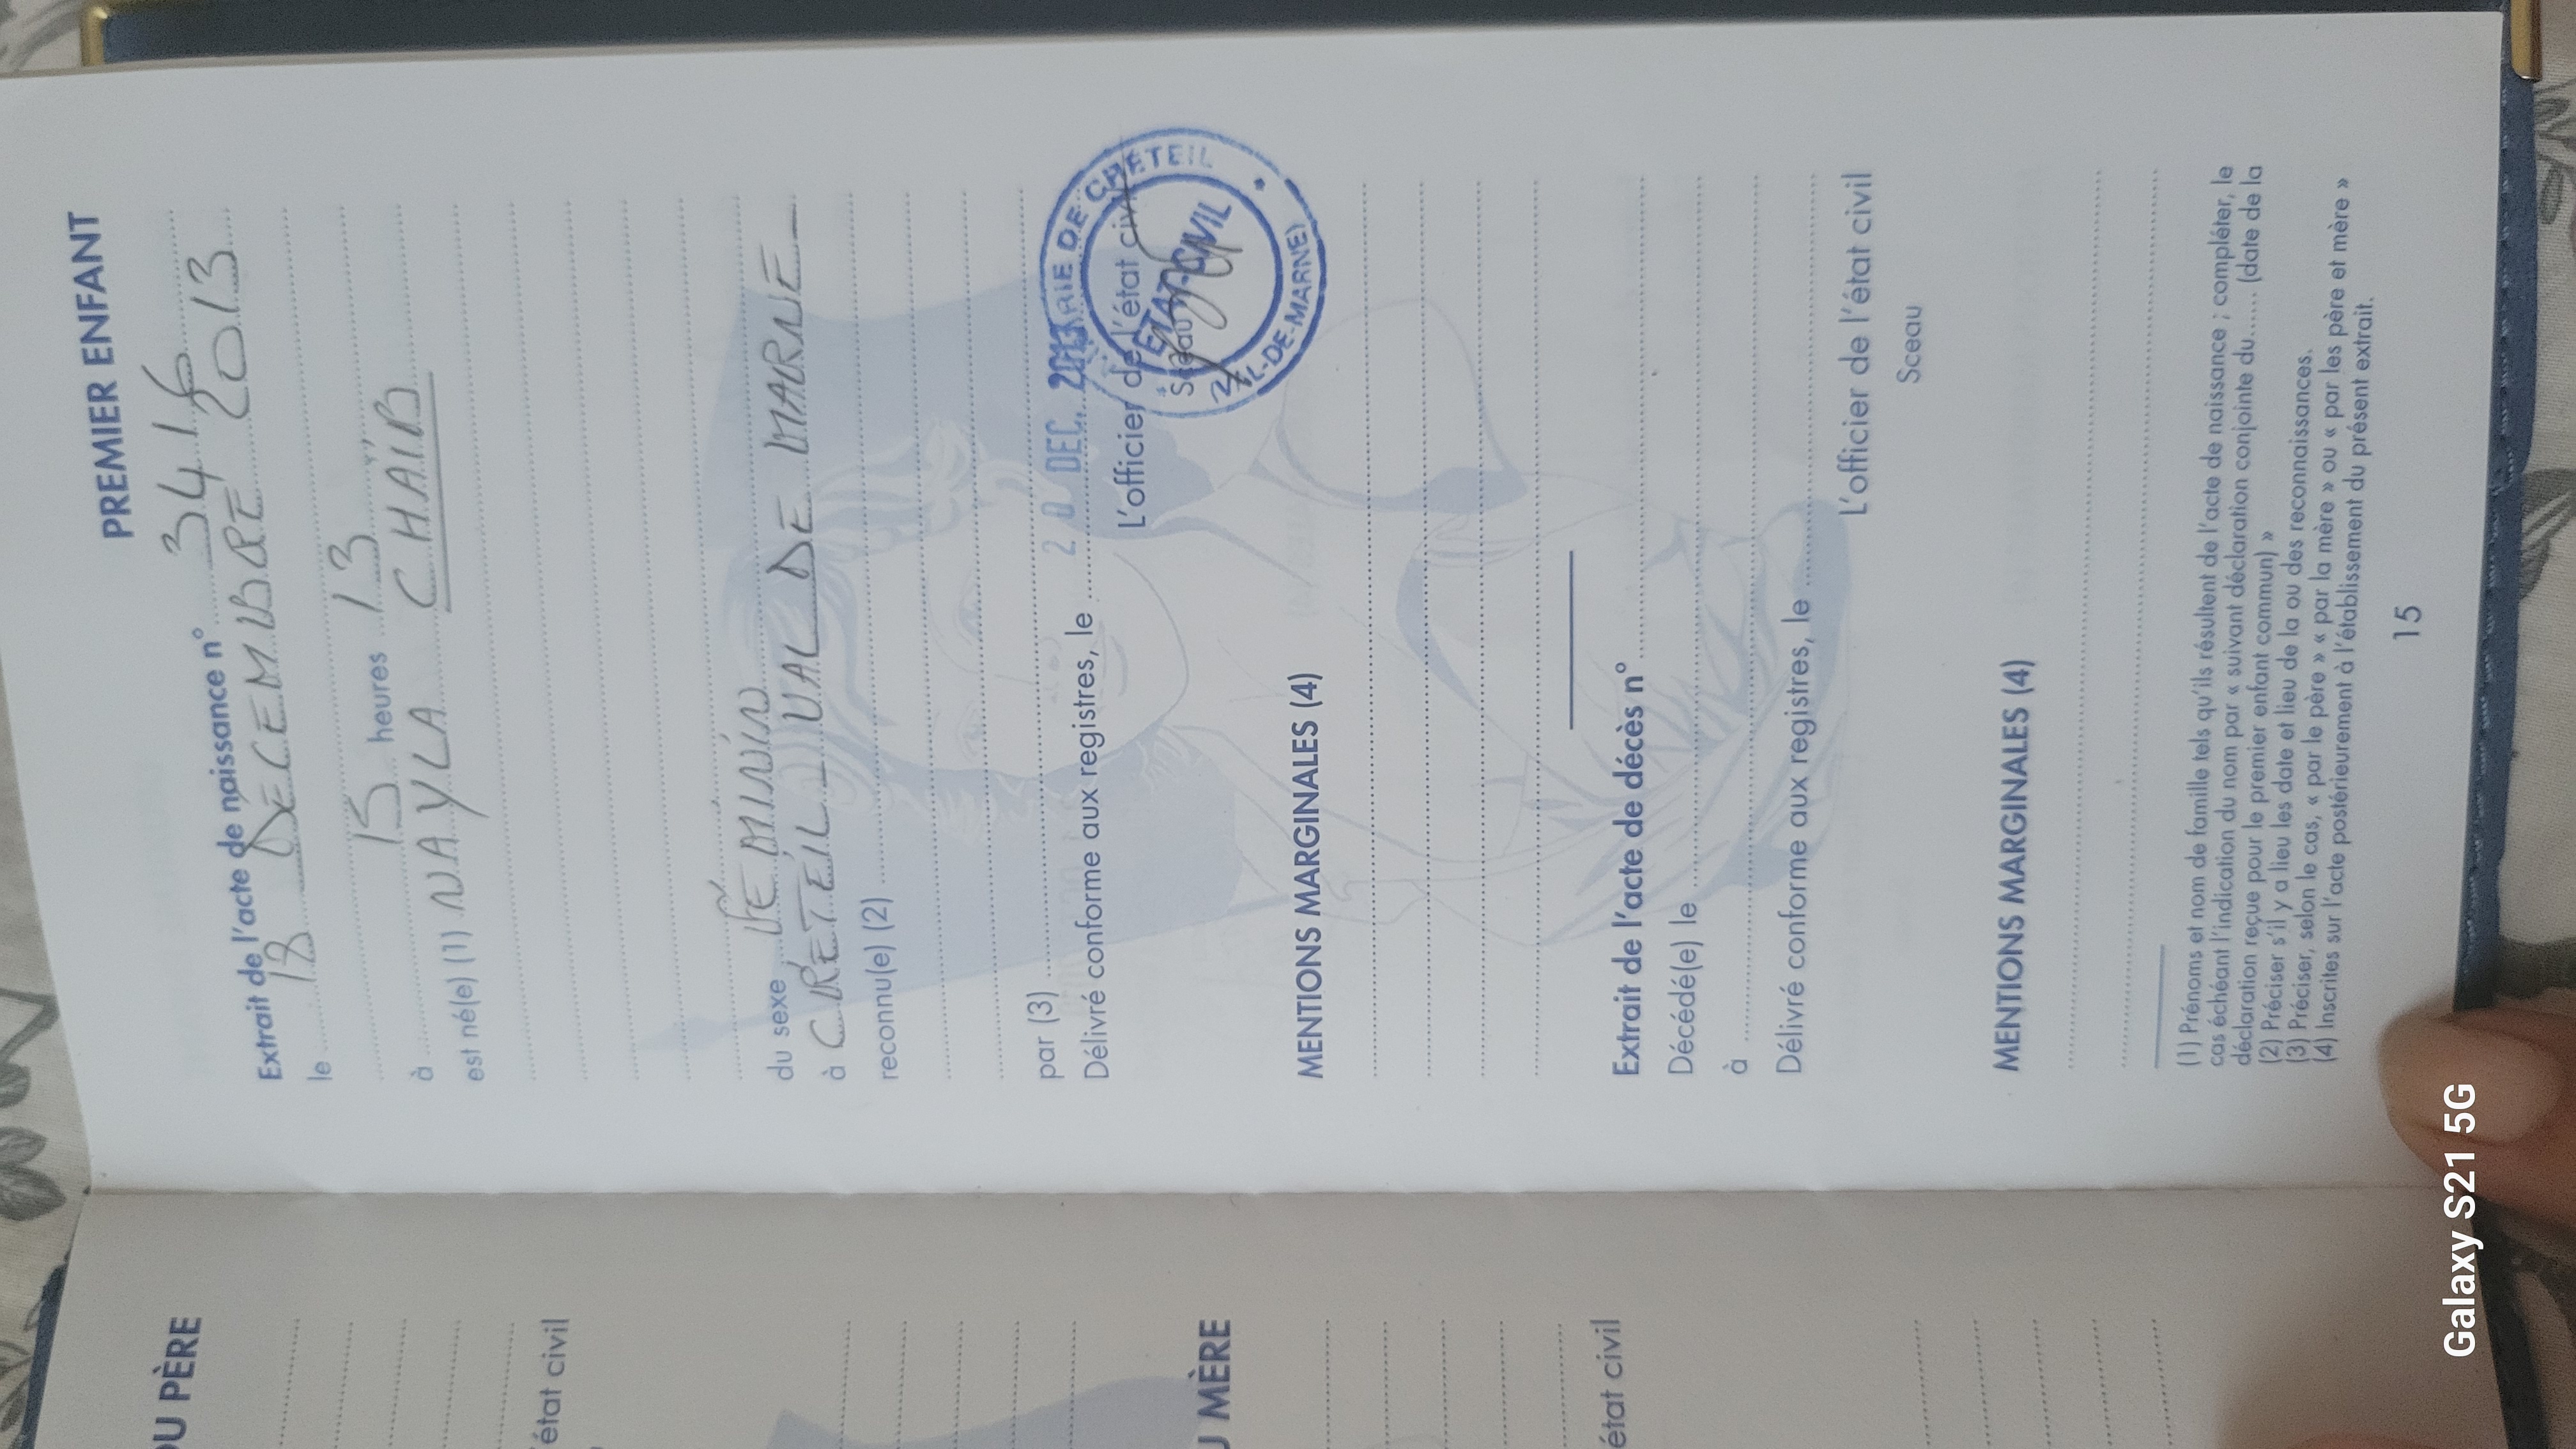 PREMIER ENFANT
Extrait de l'acte de naissance n° 3416
le 18 DÉCEMBRE 2013
à 15 heures 13
est né(e) (1) NAYLA CHAIB
du sexe FÉMININ
à CRÉTEIL VAL DE MARNE
reconnu(e) (2)
par (3)
Délivré conforme aux registres, le 20 DEC. 2013
L'officier de l'état civil
Sceau
MAIRIE DE CRÉTEIL
ÉTAT-CIVIL
(VAL-DE-MARNE)
MENTIONS MARGINALES (4)
Extrait de l'acte de décès n°
Décédé(e) le
à
Délivré conforme aux registres, le
L'officier de l'état civil
Sceau
MENTIONS MARGINALES (4)
(1) Prénoms et nom de famille tels qu'ils résultent de l'acte de naissance ; compléter, le
cas échéant l'indication du nom par « suivant déclaration conjointe du...... (date de la
déclaration reçue pour le premier enfant commun) »
(2) Préciser s'il y a lieu les date et lieu de la ou des reconnaissances.
(3) Préciser, selon le cas, « par le père » « par la mère » ou « par les père et mère »
(4) Inscrites sur l'acte postérieurement à l'établissement du présent extrait.
15
DU PÈRE
état civil
MÈRE
état civil
Galaxy S21 5G